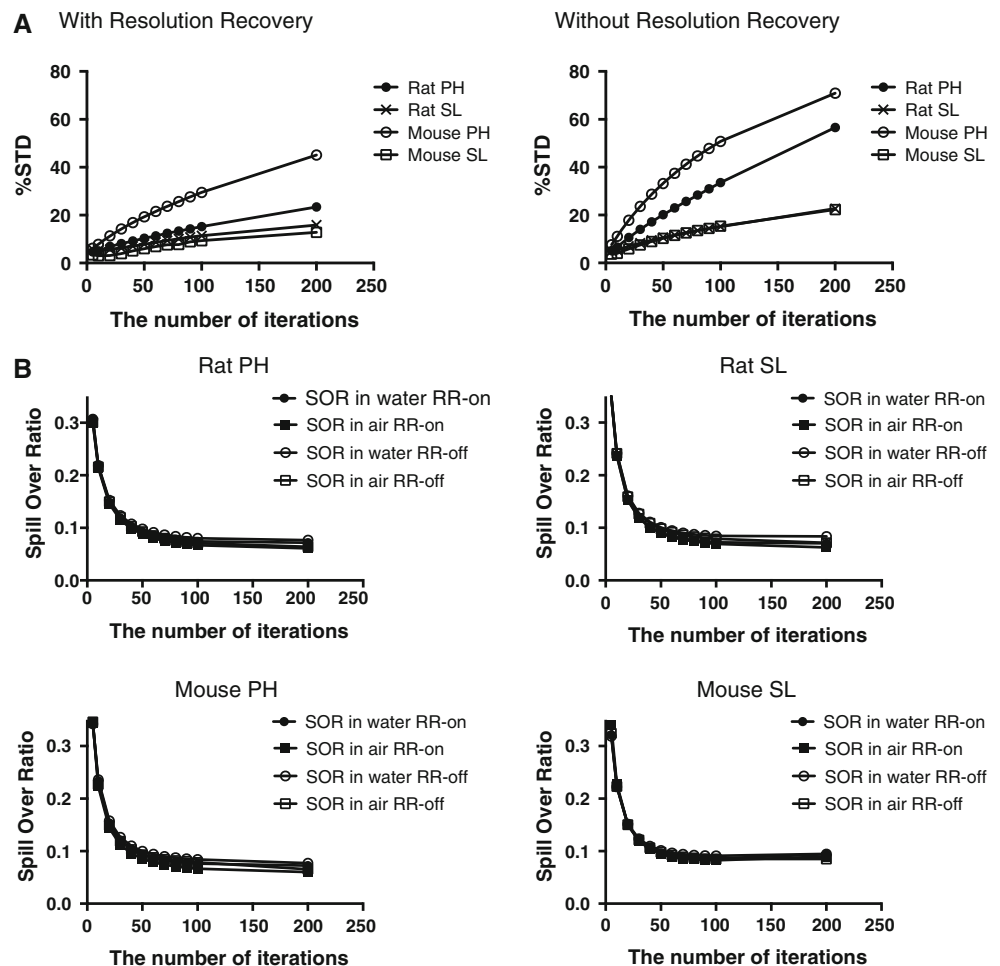 A With Resolution Recovery
Without Resolution Recovery
80
60
40
20
0
%STD
0 50 100 150 200 250
The number of iterations
Rat PH
Rat SL
Mouse PH
Mouse SL
80
60
40
20
0
%STD
0 50 100 150 200 250
The number of iterations
Rat PH
Rat SL
Mouse PH
Mouse SL
B
Rat PH
0.3
0.2
0.1
0.0
Spill Over Ratio
0 50 100 150 200 250
The number of iterations
SOR in water RR-on
SOR in air RR-on
SOR in water RR-off
SOR in air RR-off
Rat SL
0.3
0.2
0.1
0.0
Spill Over Ratio
0 50 100 150 200 250
The number of iterations
SOR in water RR-on
SOR in air RR-on
SOR in water RR-off
SOR in air RR-off
Mouse PH
0.3
0.2
0.1
0.0
Spill Over Ratio
0 50 100 150 200 250
The number of iterations
SOR in water RR-on
SOR in air RR-on
SOR in water RR-off
SOR in air RR-off
Mouse SL
0.3
0.2
0.1
0.0
Spill Over Ratio
0 50 100 150 200 250
The number of iterations
SOR in water RR-on
SOR in air RR-on
SOR in water RR-off
SOR in air RR-off